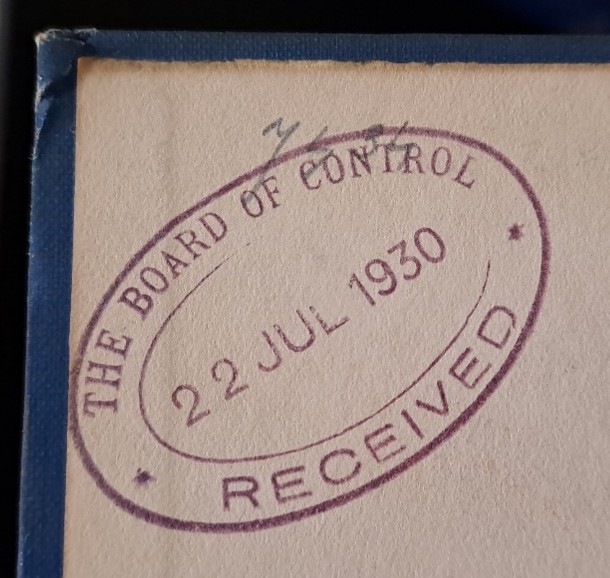 THE BOARD OF CONTROL
22 JUL 1930
RECEIVED